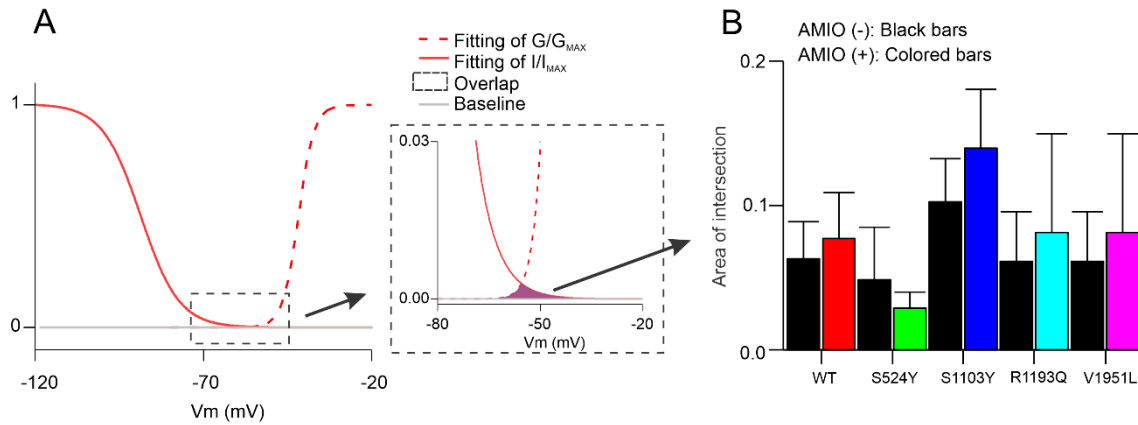 A
Fitting of G/GMAX
Fitting of I/IMAX
Overlap
Baseline
1
0
-120
-70
-20
Vm (mV)
0.03
0.00
-80
-50
-20
Vm (mV)
B
AMIO (-): Black bars
AMIO (+): Colored bars
0.2
0.1
0.0
Area of intersection
WT
S524Y
S1103Y
R1193Q
V1951L